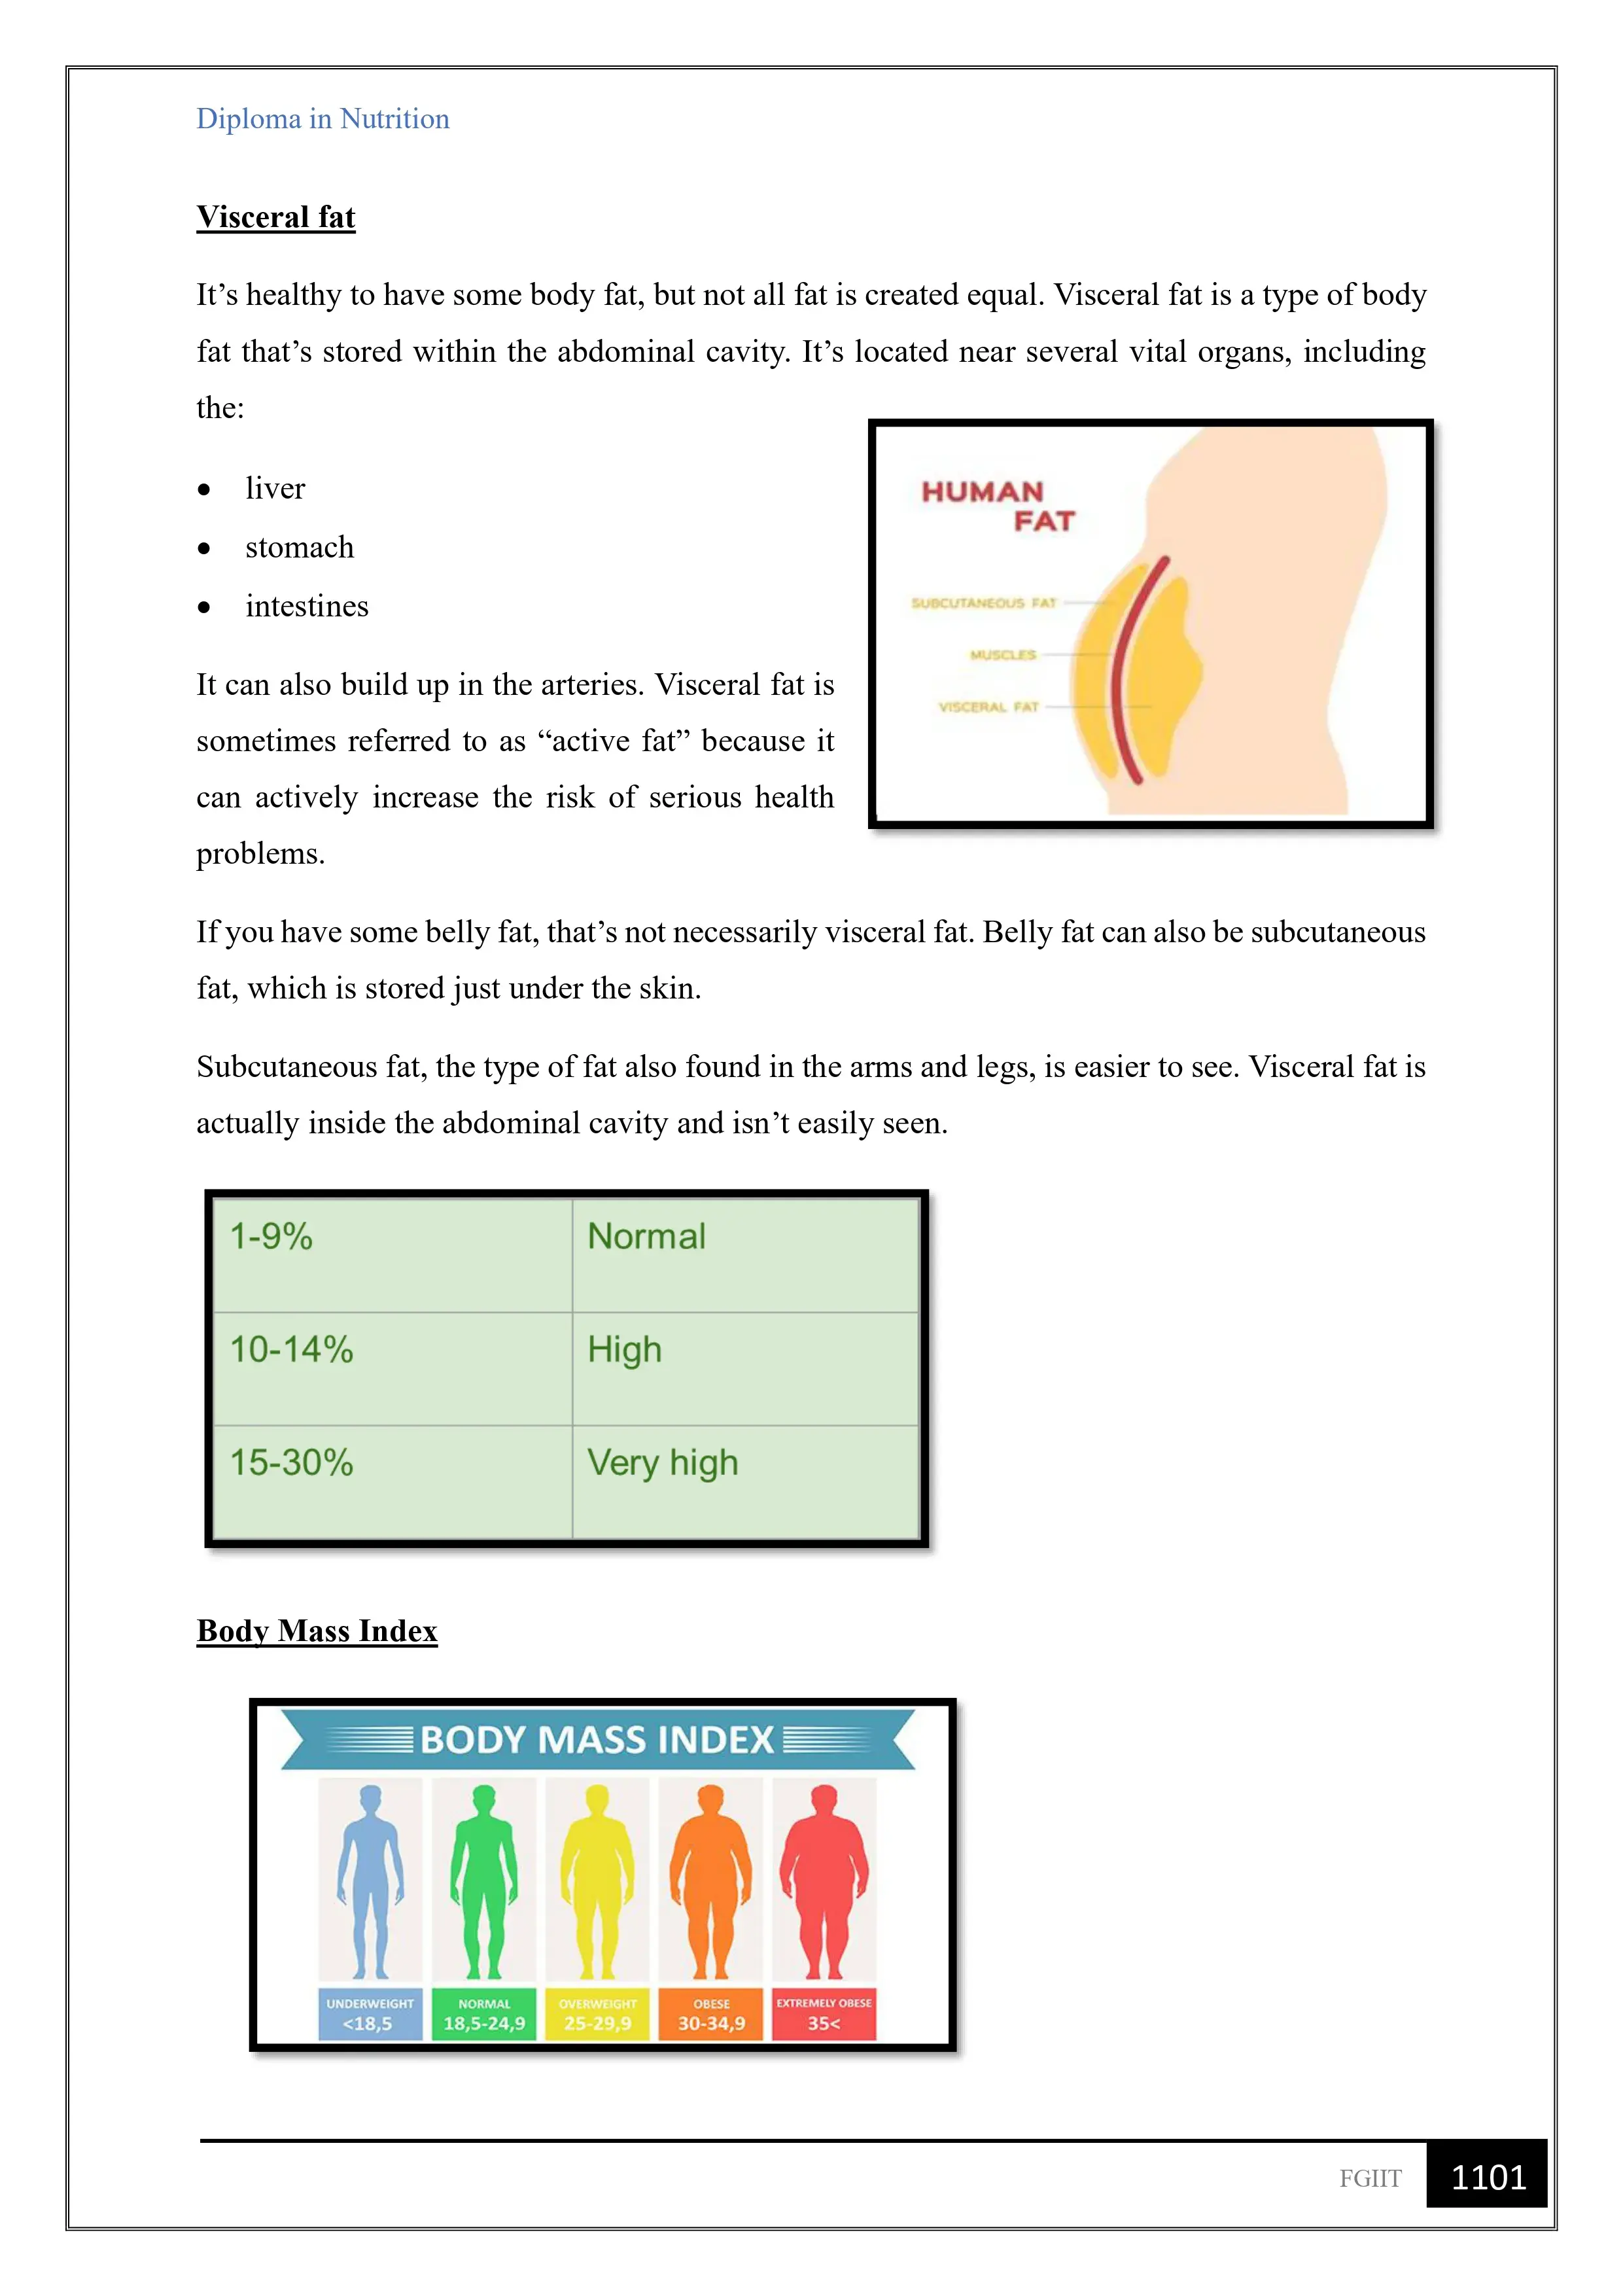 Diploma in Nutrition
Visceral fat
It’s healthy to have some body fat, but not all fat is created equal. Visceral fat is a type of body
fat that’s stored within the abdominal cavity. It’s located near several vital organs, including
the:
• liver
• stomach
• intestines
HUMAN
FAT
SUBCUTANEOUS FAT
MUSCLES
VISCERAL FAT
It can also build up in the arteries. Visceral fat is
sometimes referred to as “active fat” because it
can actively increase the risk of serious health
problems.
If you have some belly fat, that’s not necessarily visceral fat. Belly fat can also be subcutaneous
fat, which is stored just under the skin.
Subcutaneous fat, the type of fat also found in the arms and legs, is easier to see. Visceral fat is
actually inside the abdominal cavity and isn’t easily seen.
1-9% Normal
10-14% High
15-30% Very high
Body Mass Index
BODY MASS INDEX
UNDERWEIGHT NORMAL OVERWEIGHT OBESE EXTREMELY OBESE
<18,5 18,5-24,9 25-29,9 30-34,9 35<
FGIIT 1101